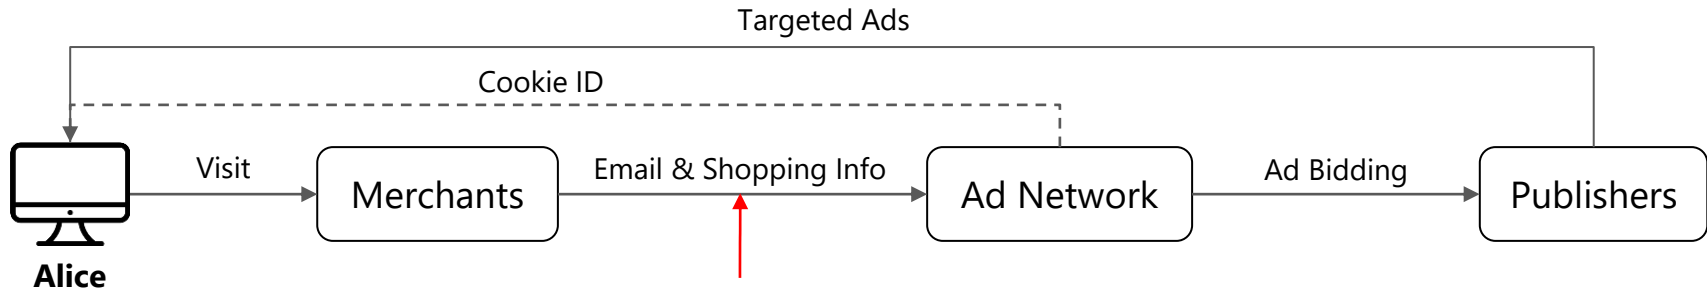 Targeted Ads
Cookie ID
Visit
Email & Shopping Info
Ad Bidding
Merchants
Ad Network
Publishers
Alice